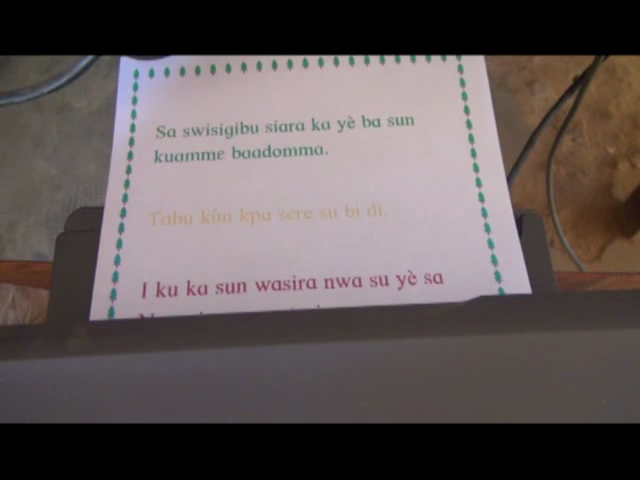 Sa swisigibu siara ka yè ba sun
kuamme baadomma.
Tabu kùn kpa sere su bi di.
I ku ka sun wasira nwa su yè sa